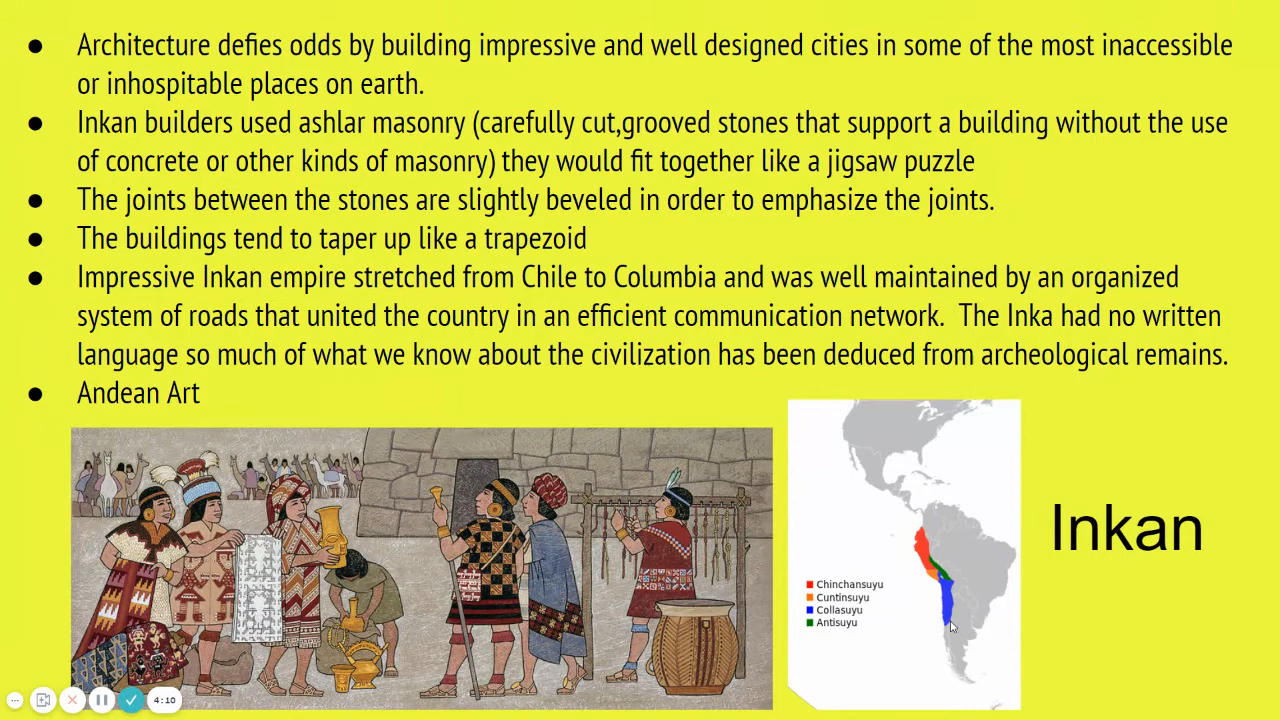 ● Architecture defies odds by building impressive and well designed cities in some of the most inaccessible
or inhospitable places on earth.
● Inkan builders used ashlar masonry (carefully cut,grooved stones that support a building without the use
of concrete or other kinds of masonry) they would fit together like a jigsaw puzzle
● The joints between the stones are slightly beveled in order to emphasize the joints.
● The buildings tend to taper up like a trapezoid
● Impressive Inkan empire stretched from Chile to Columbia and was well maintained by an organized
system of roads that united the country in an efficient communication network.  The Inka had no written
language so much of what we know about the civilization has been deduced from archeological remains.
● Andean Art
Inkan
Chinchansuyu
Cuntinsuyu
Collasuyu
Antisuyu
4:10